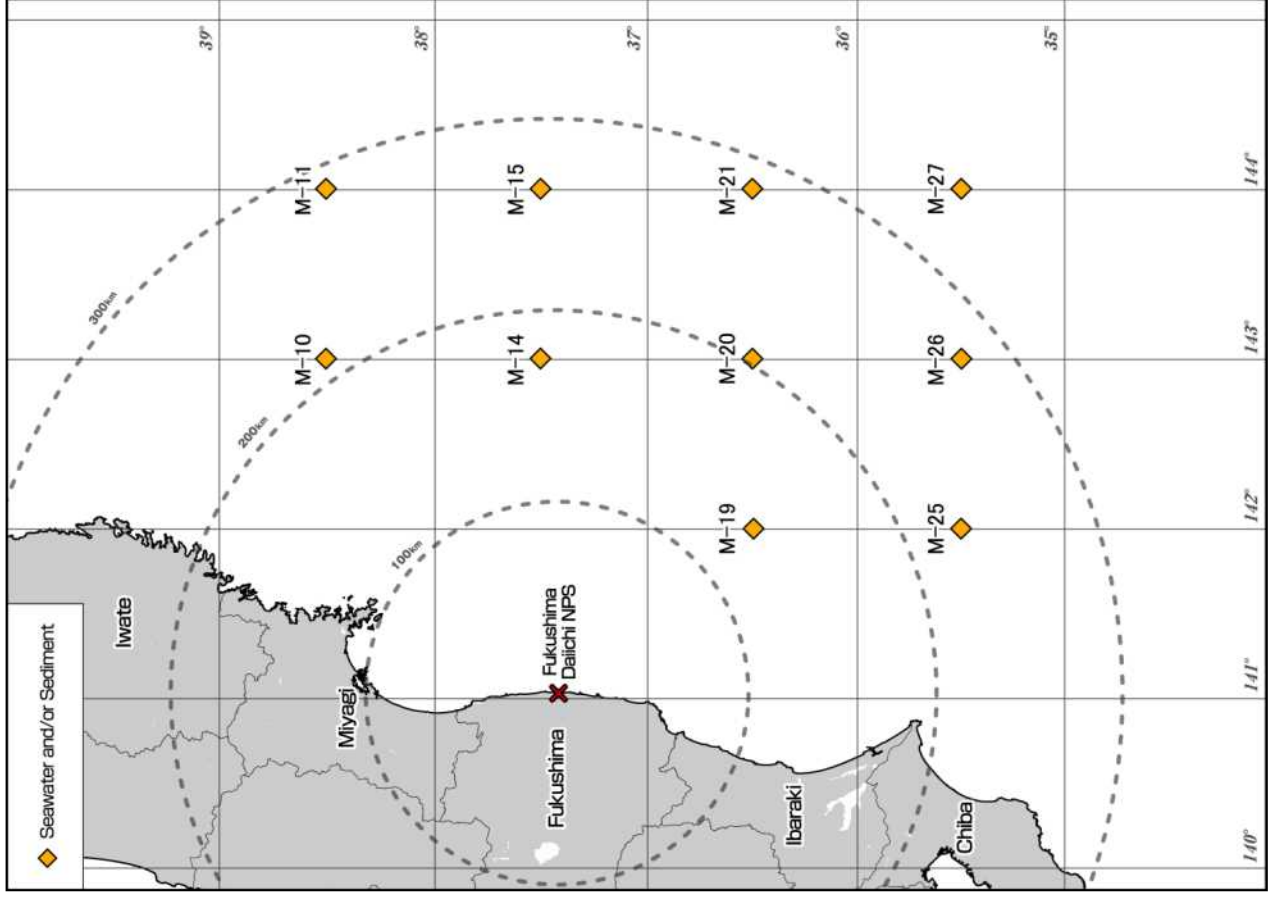 Seawater and/or Sediment
39°
38°
37°
36°
35°
300km
200km
100km
Iwate
Miyagi
Fukushima
Ibaraki
Chiba
Fukushima
Daiichi NPS
M-10
M-11
M-14
M-15
M-19
M-20
M-21
M-25
M-26
M-27
140°
141°
142°
143°
144°